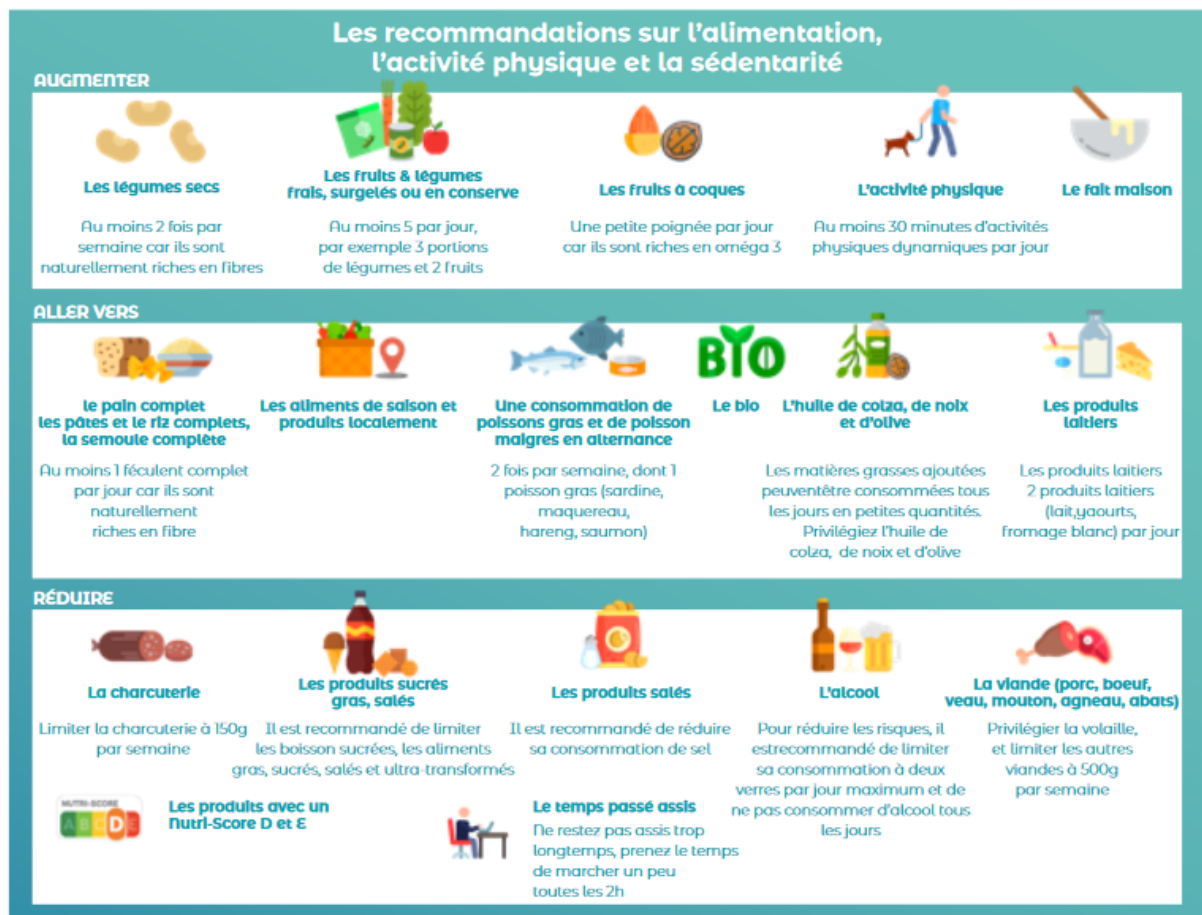 Les recommandations sur l'alimentation,
l'activité physique et la sédentarité
AUGMENTER
Les légumes secs
Au moins 2 fois par
semaine car ils sont
naturellement riches en fibres
Les fruits & légumes
frais, surgelés ou en conserve
Au moins 5 par jour,
par exemple 3 portions
de légumes et 2 fruits
Les fruits à coques
Une petite poignée par jour
car ils sont riches en oméga 3
L'activité physique
Au moins 30 minutes d'activités
physiques dynamiques par jour
Le fait maison
ALLER VERS
le pain complet
les pâtes et le riz complets,
la semoule complète
Au moins 1 féculent complet
par jour car ils sont
naturellement
riches en fibre
Les aliments de saison et
produits localement
Une consommation de
poissons gras et de poisson
maigres en alternance
2 fois par semaine, dont 1
poisson gras (sardine,
maquereau,
hareng, saumon)
BIO
Le bio
L'huile de colza, de noix
et d'olive
Les matières grasses ajoutées
peuventêtre consommées tous
les jours en petites quantités.
Privilégiez l'huile de
colza, de noix et d'olive
Les produits
laitiers
Les produits laitiers
2 produits laitiers
(lait,yaourts,
fromage blanc) par jour
RÉDUIRE
La charcuterie
Limiter la charcuterie à 150g
par semaine
Les produits sucrés
gras, salés
Il est recommandé de limiter
les boisson sucrées, les aliments
gras, sucrés, salés et ultra-transformés
Les produits salés
Il est recommandé de réduire
sa consommation de sel
L'alcool
Pour réduire les risques, il
estrecommandé de limiter
sa consommation à deux
verres par jour maximum et de
ne pas consommer d'alcool tous
les jours
La viande (porc, boeuf,
veau, mouton, agneau, abats)
Privilégier la volaille,
et limiter les autres
viandes à 500g
par semaine
NUTRI-SCORE
A B C D E
Les produits avec un
Nutri-Score D et E
Le temps passé assis
Ne restez pas assis trop
longtemps, prenez le temps
de marcher un peu
toutes les 2h